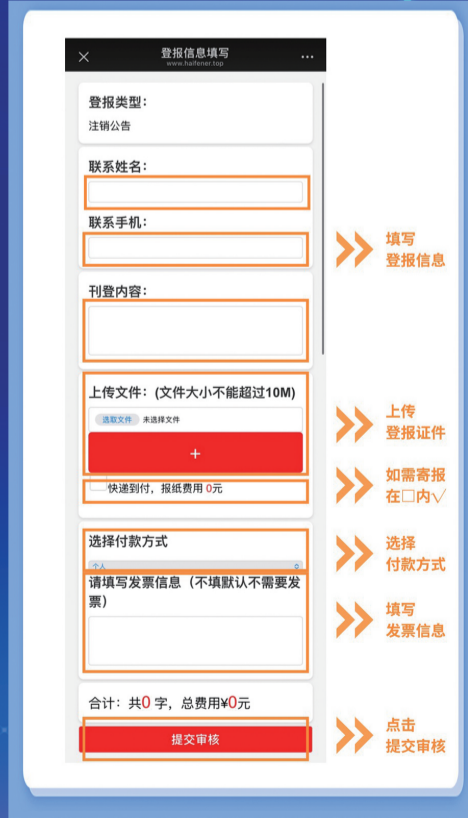 登报信息填写
www.haifener.top
登报类型：
注销公告
联系姓名：
联系手机：
填写
登报信息
刊登内容：
上传文件：(文件大小不能超过10M)
选取文件 未选择文件
+
上传
登报证件
快递到付，报纸费用 0元
如需寄报
在□内√
选择付款方式
个人
选择
付款方式
请填写发票信息（不填默认不需要发
票）
填写
发票信息
合计：共0 字，总费用¥0元
提交审核
点击
提交审核